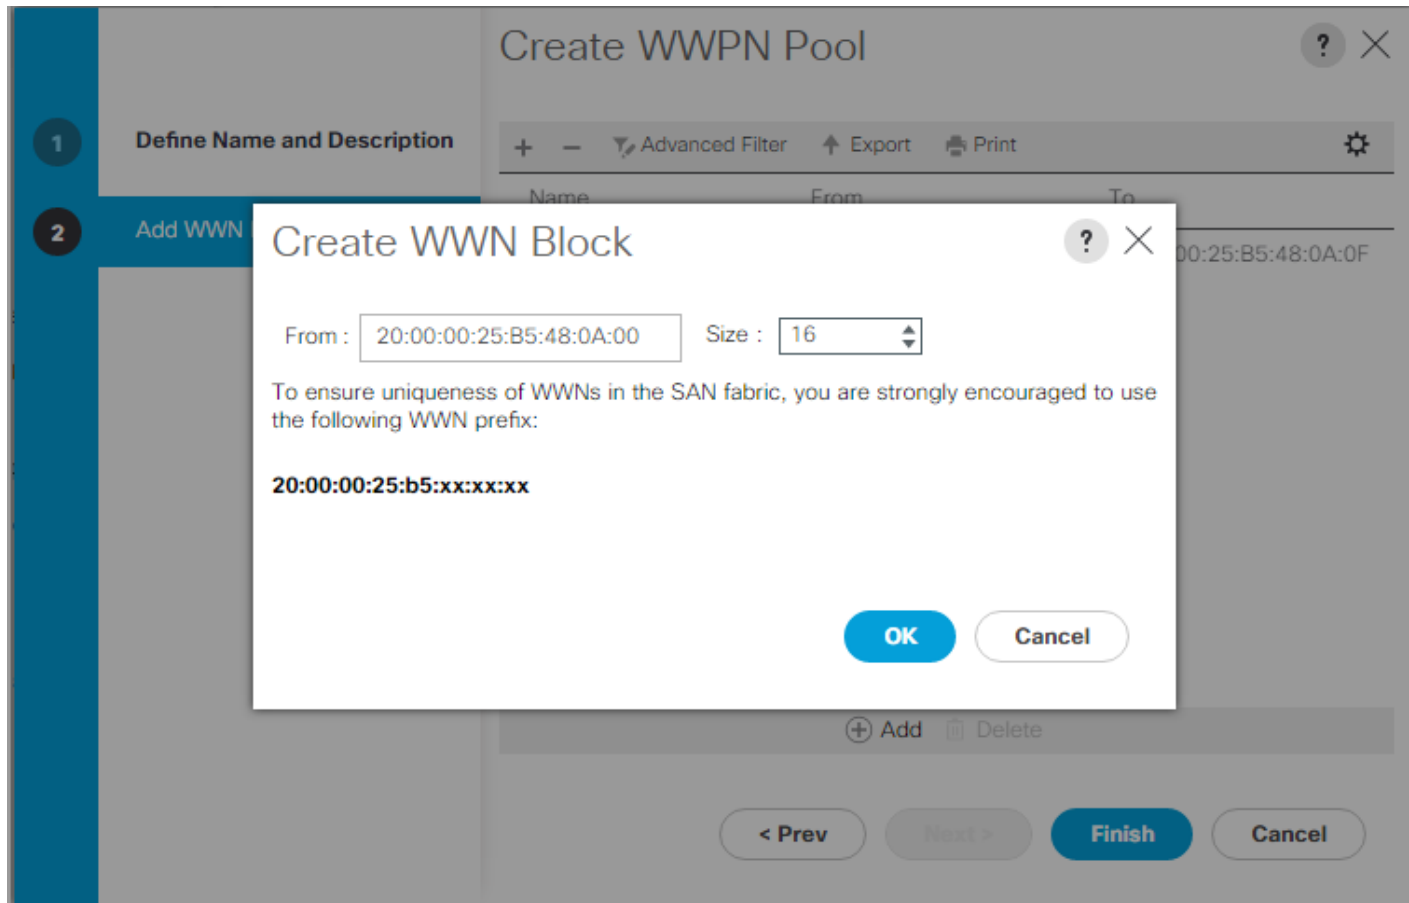 Create WWPN Pool
?
1
Define Name and Description
+ − Advanced Filter Export Print
Name From To
2
Add WWN
00:25:B5:48:0A:0F
Create WWN Block
?
From : 20:00:00:25:B5:48:0A:00 Size : 16
To ensure uniqueness of WWNs in the SAN fabric, you are strongly encouraged to use
the following WWN prefix:
20:00:00:25:b5:xx:xx:xx
OK Cancel
Add Delete
< Prev Next > Finish Cancel